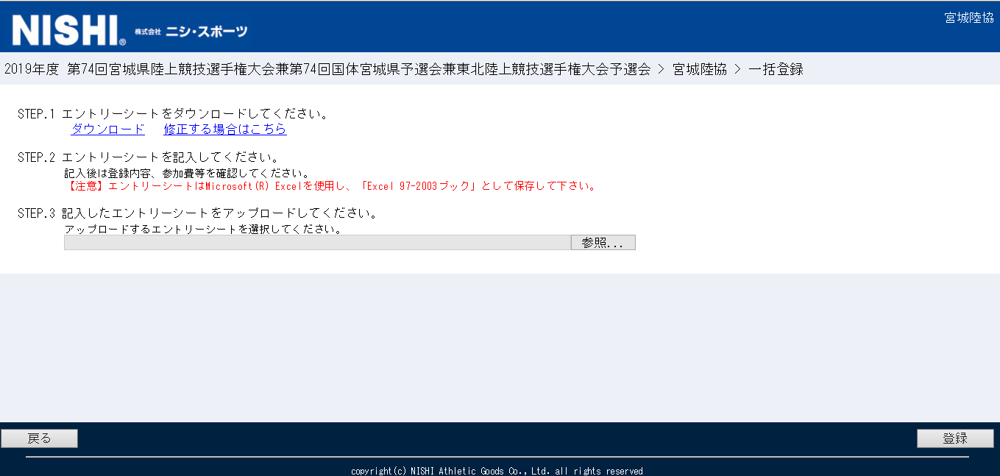 NISHI® 株式会社 ニシ・スポーツ
宮城陸協
2019年度 第74回宮城県陸上競技選手権大会兼第74回国体宮城県予選会兼東北陸上競技選手権大会予選会 > 宮城陸協 > 一括登録
STEP.1 エントリーシートをダウンロードしてください。
ダウンロード 修正する場合はこちら
STEP.2 エントリーシートを記入してください。
記入後は登録内容、参加費等を確認してください。
【注意】エントリーシートはMicrosoft(R) Excelを使用し、「Excel 97-2003ブック」として保存して下さい。
STEP.3 記入したエントリーシートをアップロードしてください。
アップロードするエントリーシートを選択してください。
参照...
戻る
登録
copyright(c) NISHI Athletic Goods Co., Ltd. all rights reserved